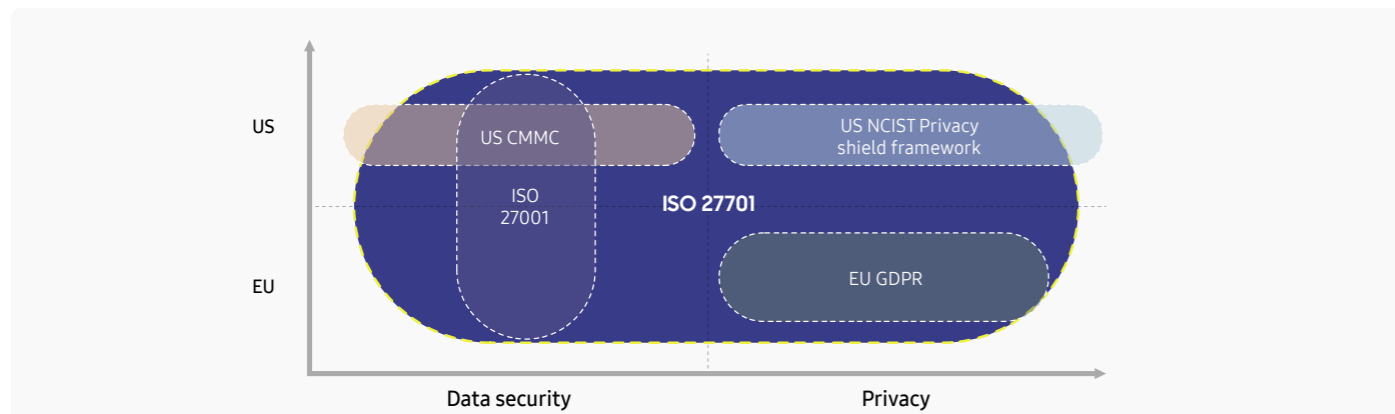 US
US CMMC
US NCIST Privacy
shield framework
ISO
27001
ISO 27701
EU
EU GDPR
Data security
Privacy